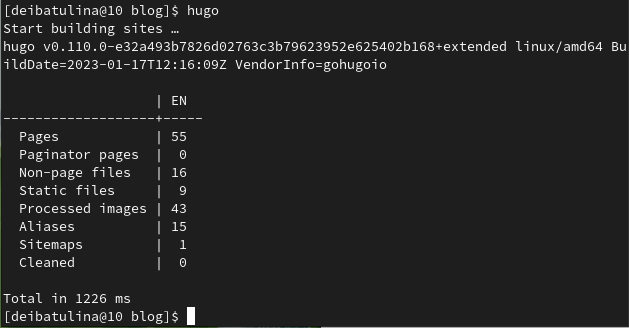 [deibatulina@10 blog]$ hugo
Start building sites …
hugo v0.110.0-e32a493b7826d02763c3b79623952e625402b168+extended linux/amd64 Bu
ildDate=2023-01-17T12:16:09Z VendorInfo=gohugoio
                   | EN
-------------------+-----
  Pages            | 55
  Paginator pages  |  0
  Non-page files   | 16
  Static files     |  9
  Processed images | 43
  Aliases          | 15
  Sitemaps         |  1
  Cleaned          |  0
Total in 1226 ms
[deibatulina@10 blog]$